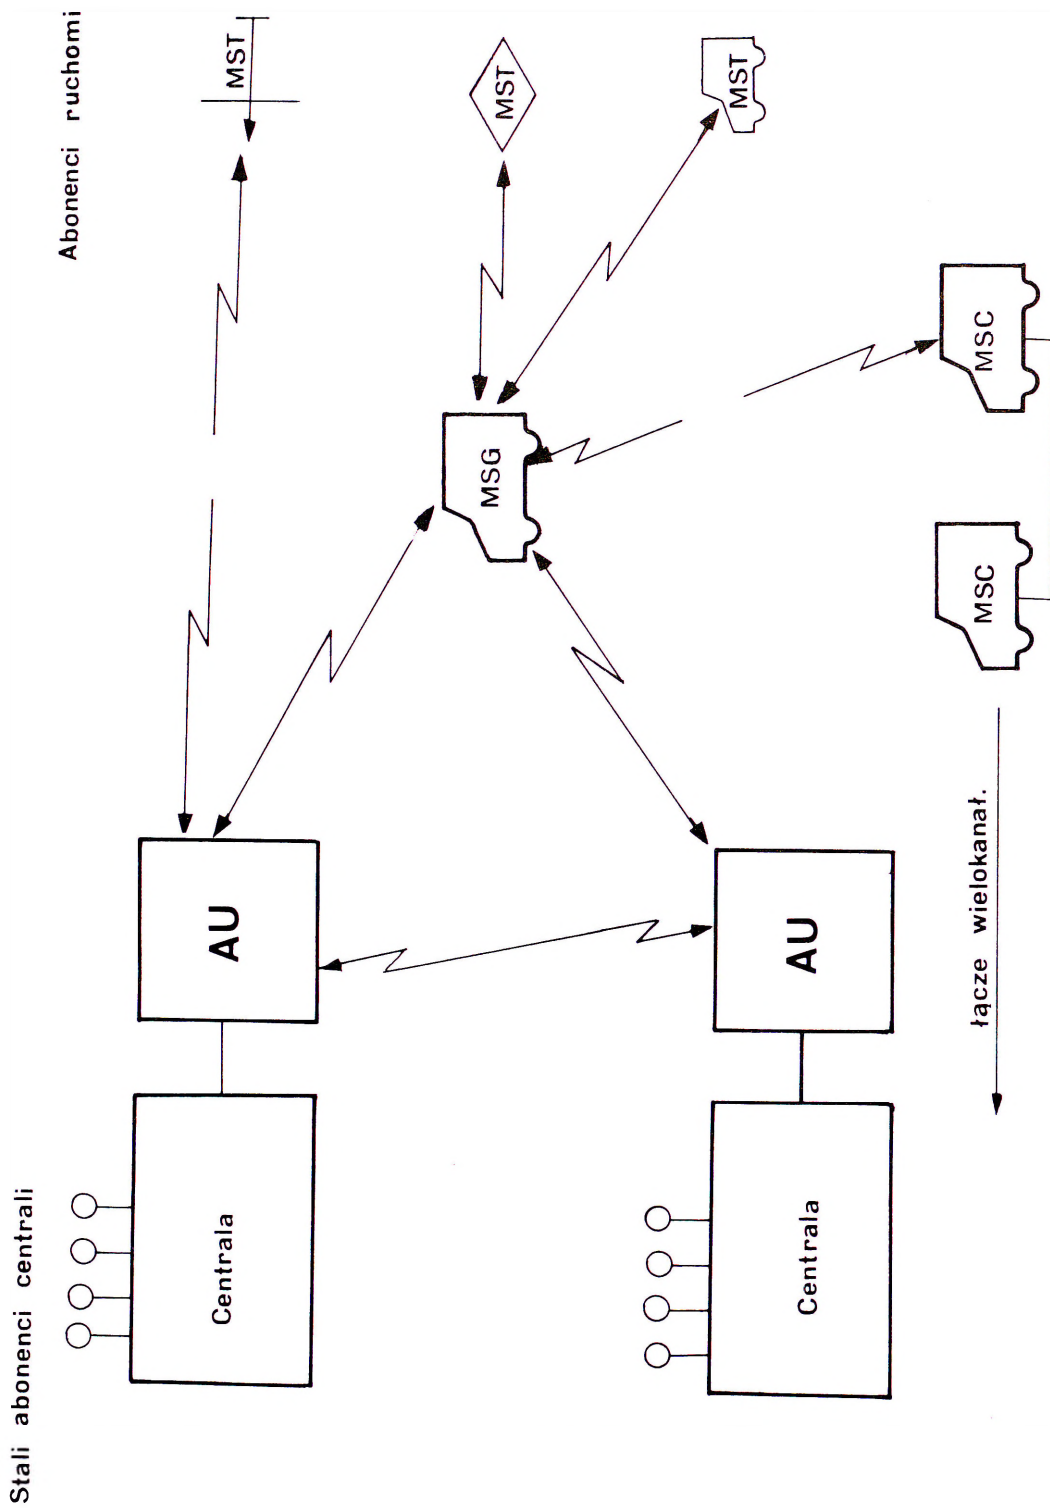 Stali abonenci centrali
Abonenci ruchomi
Centrala
AU
MST
MST
MSG
MST
Centrala
AU
łącze wielokanał.
MSC
MSC